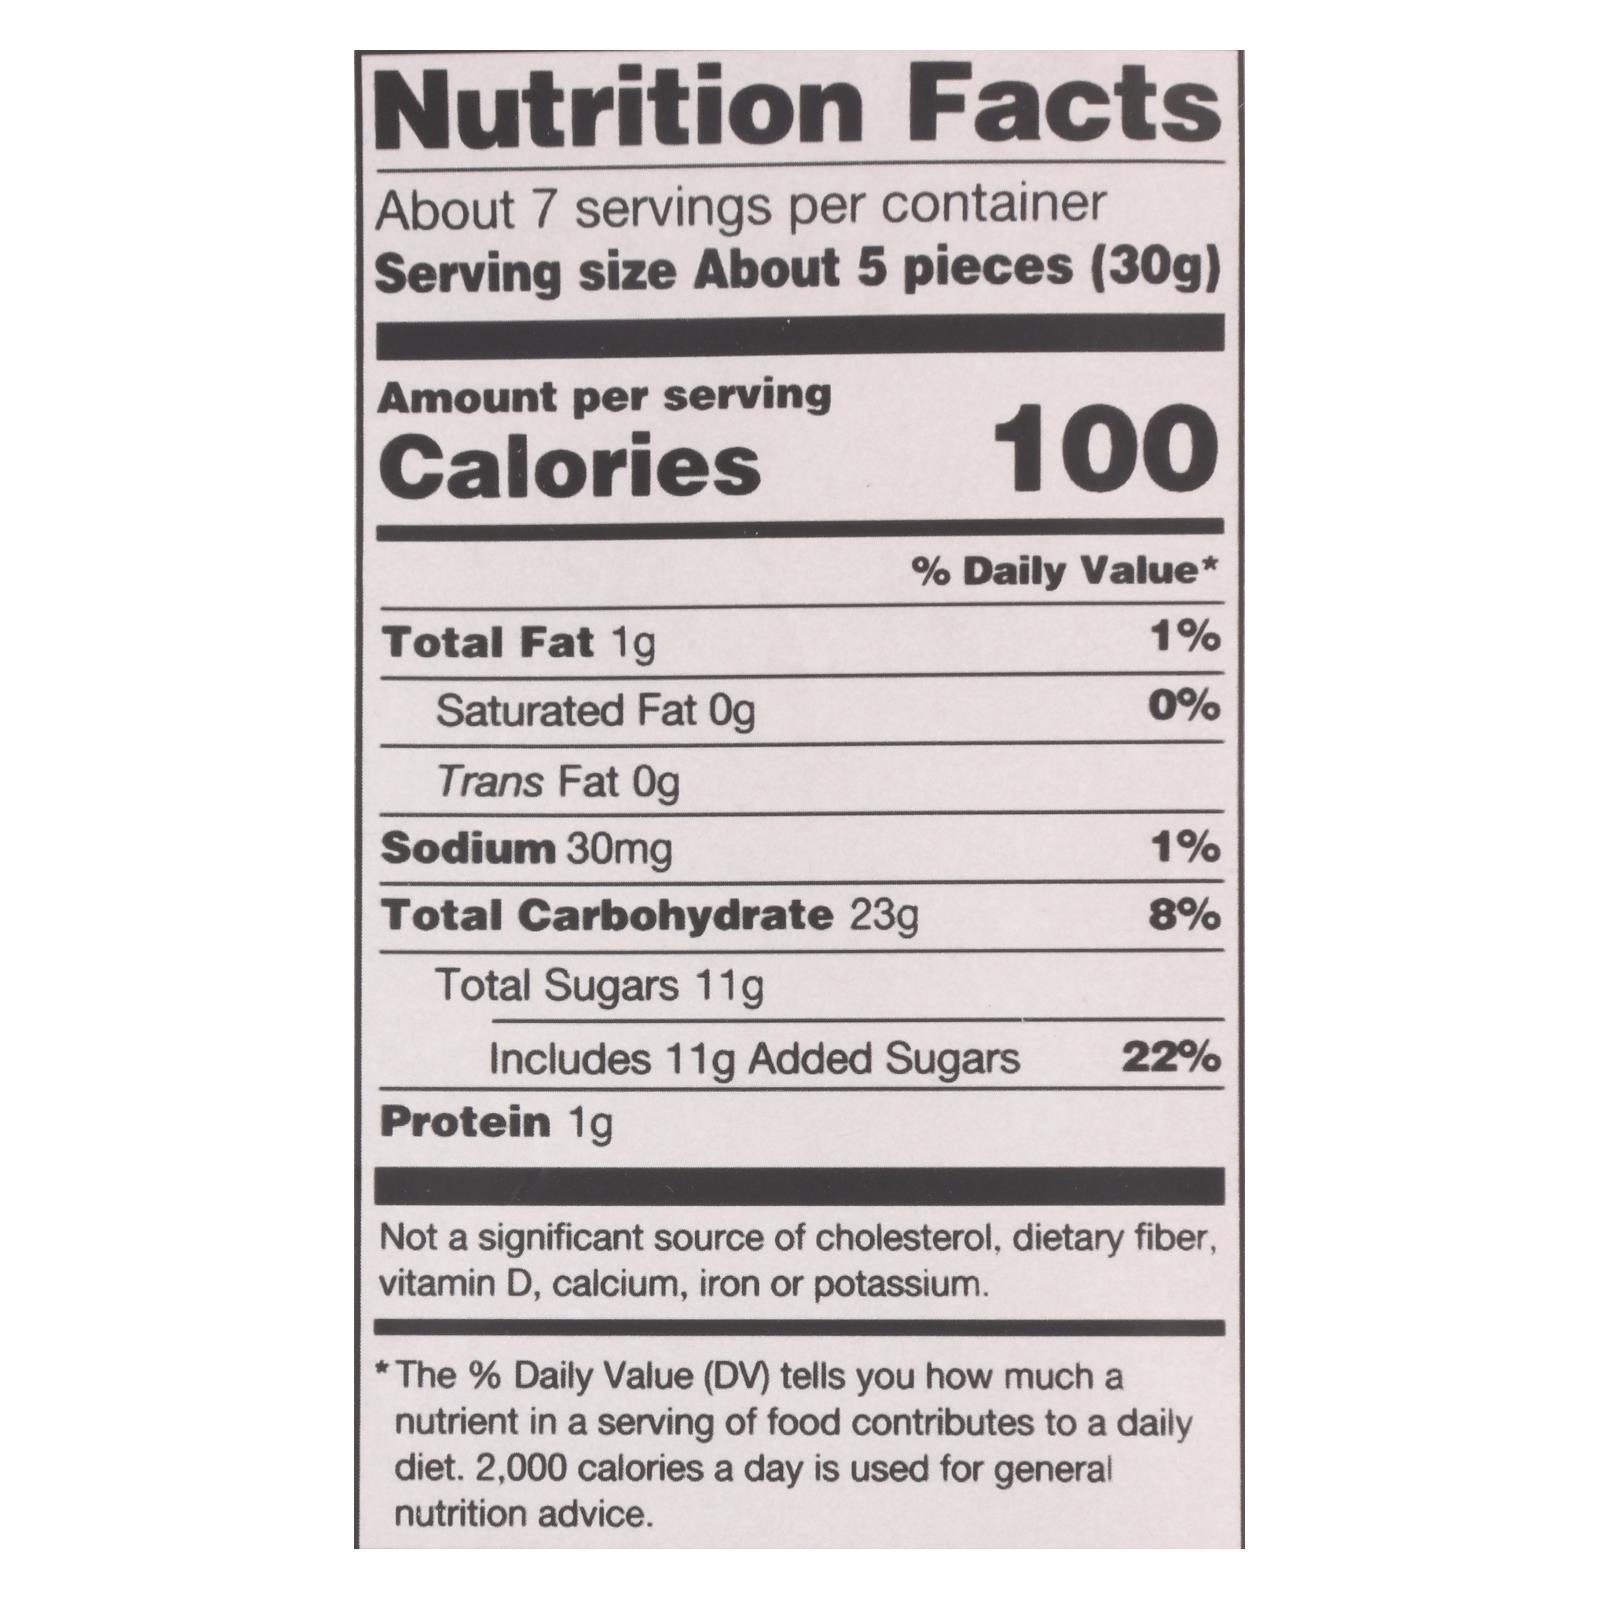 Nutrition Facts
About 7 servings per container
Serving size About 5 pieces (30g)
Amount per serving
Calories 100
% Daily Value*
Total Fat 1g 1%
Saturated Fat 0g 0%
Trans Fat 0g
Sodium 30mg 1%
Total Carbohydrate 23g 8%
Total Sugars 11g
Includes 11g Added Sugars 22%
Protein 1g
Not a significant source of cholesterol, dietary fiber,
vitamin D, calcium, iron or potassium.
* The % Daily Value (DV) tells you how much a
nutrient in a serving of food contributes to a daily
diet. 2,000 calories a day is used for general
nutrition advice.